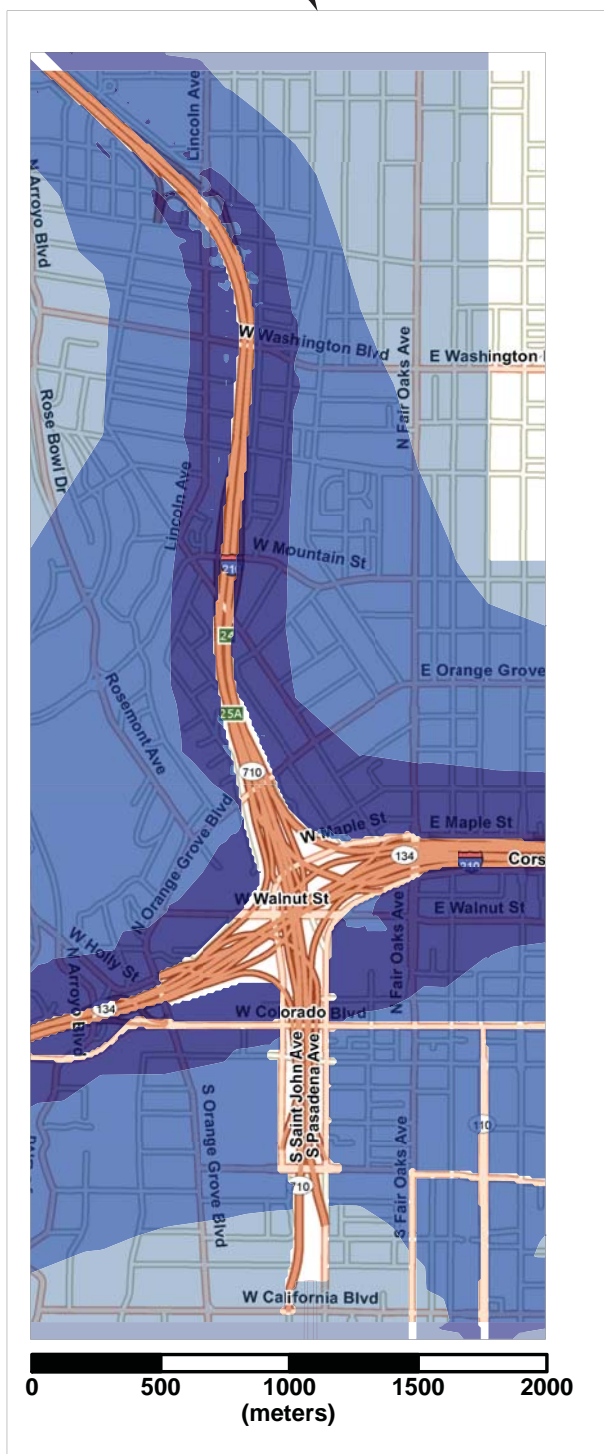 Lincoln Ave
N Arroyo Blvd
W Washington Blvd
E Washington
N Fair Oaks Ave
Rose Bowl Dr
Lincoln Ave
W Mountain St
210
24
E Orange Grove
Rosemont Ave
25A
710
W Maple St
E Maple St
134
210
Cors
N Orange Grove Blvd
W Walnut St
E Walnut St
W Holly St
N Arroyo Blvd
N Fair Oaks Ave
134
W Colorado Blvd
S Saint John Ave
S Pasadena Ave
S Orange Grove Blvd
110
S Fair Oaks Ave
710
W California Blvd
0 500 1000 1500 2000
(meters)